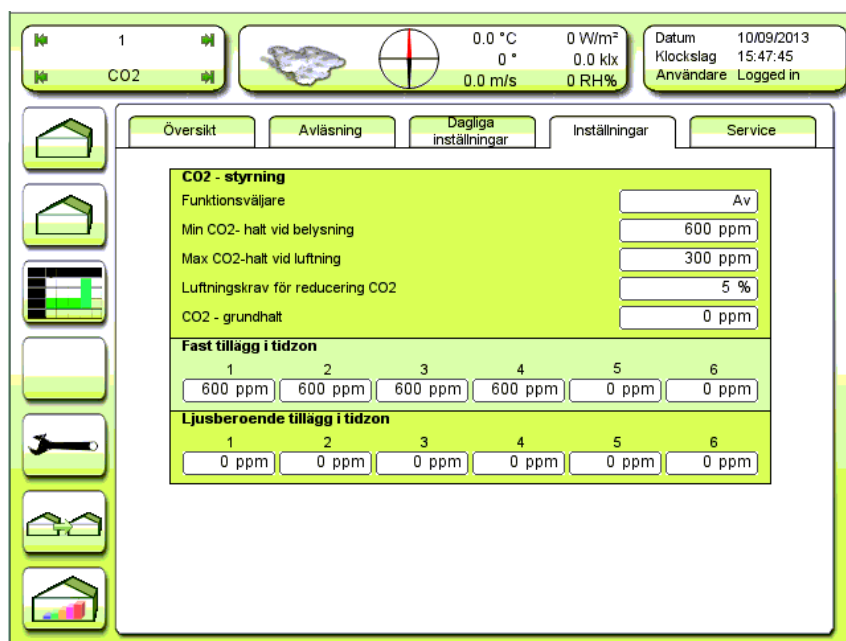 1
CO2
0.0 °C 0 W/m²
0 ° 0.0 klx
0.0 m/s 0 RH%
Datum 10/09/2013
Klockslag 15:47:45
Användare Logged in
Översikt Avläsning Dagliga inställningar Inställningar Service
CO2 - styrning
Funktionsväljare Av
Min CO2- halt vid belysning 600 ppm
Max CO2-halt vid luftning 300 ppm
Luftningskrav för reducering CO2 5 %
CO2 - grundhalt 0 ppm
Fast tillägg i tidzon
1 2 3 4 5 6
600 ppm 600 ppm 600 ppm 600 ppm 0 ppm 0 ppm
Ljusberoende tillägg i tidzon
1 2 3 4 5 6
0 ppm 0 ppm 0 ppm 0 ppm 0 ppm 0 ppm